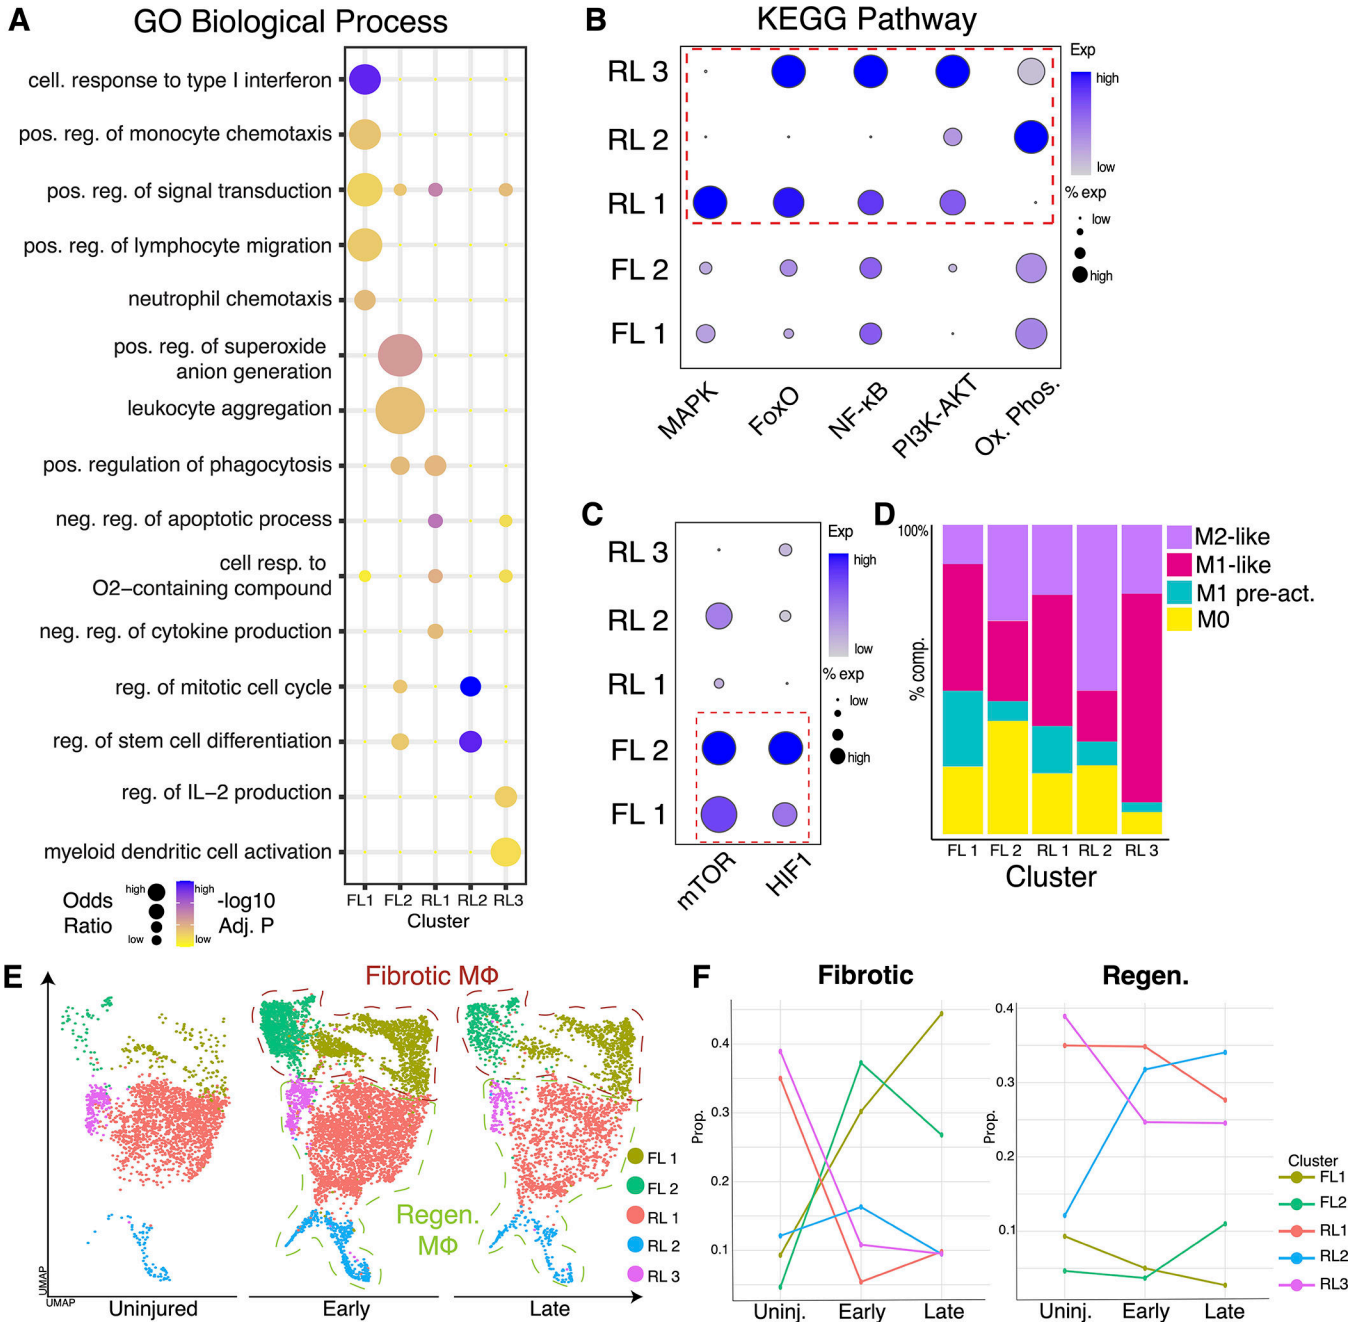 A
GO Biological Process
cell. response to type I interferon
pos. reg. of monocyte chemotaxis
pos. reg. of signal transduction
pos. reg. of lymphocyte migration
neutrophil chemotaxis
pos. reg. of superoxide
anion generation
leukocyte aggregation
pos. regulation of phagocytosis
neg. reg. of apoptotic process
cell resp. to
O2−containing compound
neg. reg. of cytokine production
reg. of mitotic cell cycle
reg. of stem cell differentiation
reg. of IL−2 production
myeloid dendritic cell activation
FL1 FL2 RL1 RL2 RL3
Cluster
Odds
Ratio
high
low
high
low
-log10
Adj. P
B
KEGG Pathway
RL 3
RL 2
RL 1
FL 2
FL 1
MAPK
FoxO
NF-κB
PI3K-AKT
Ox. Phos.
Exp
high
low
% exp
low
high
C
RL 3
RL 2
RL 1
FL 2
FL 1
mTOR
HIF1
Exp
high
low
% exp
low
high
D
100%
% comp.
FL 1 FL 2 RL 1 RL 2 RL 3
Cluster
M2-like
M1-like
M1 pre-act.
M0
E
Fibrotic MΦ
Regen.
MΦ
FL 1
FL 2
RL 1
RL 2
RL 3
UMAP
UMAP
Uninjured
Early
Late
F
Fibrotic
Prop.
0.4
0.3
0.2
0.1
Uninj. Early Late
Regen.
Prop.
0.4
0.3
0.2
0.1
Uninj. Early Late
Cluster
FL1
FL2
RL1
RL2
RL3